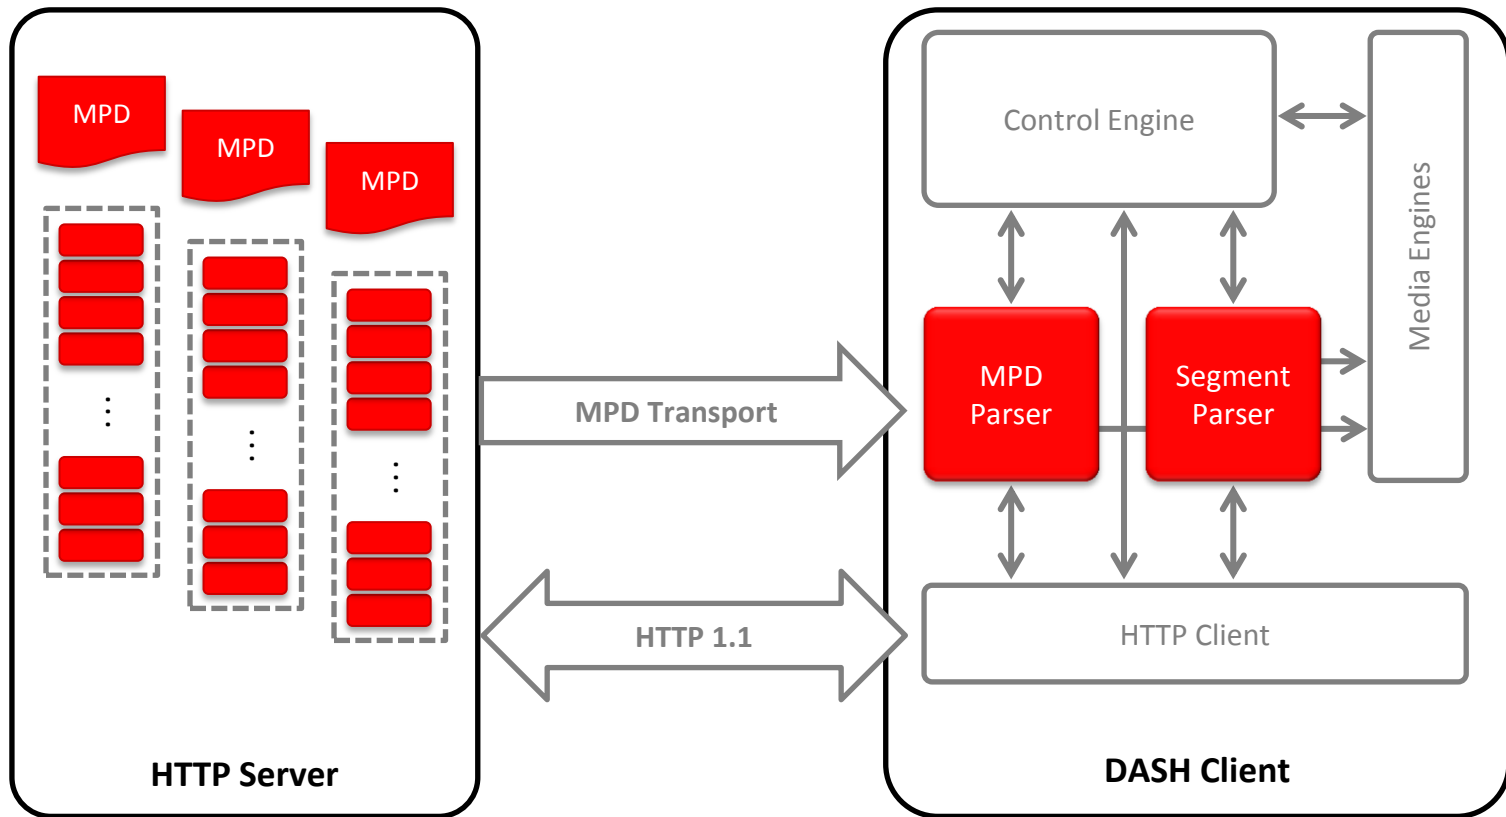 MPD
MPD
MPD
HTTP Server
MPD Transport
HTTP 1.1
Control Engine
Media Engines
MPD
Parser
Segment
Parser
HTTP Client
DASH Client